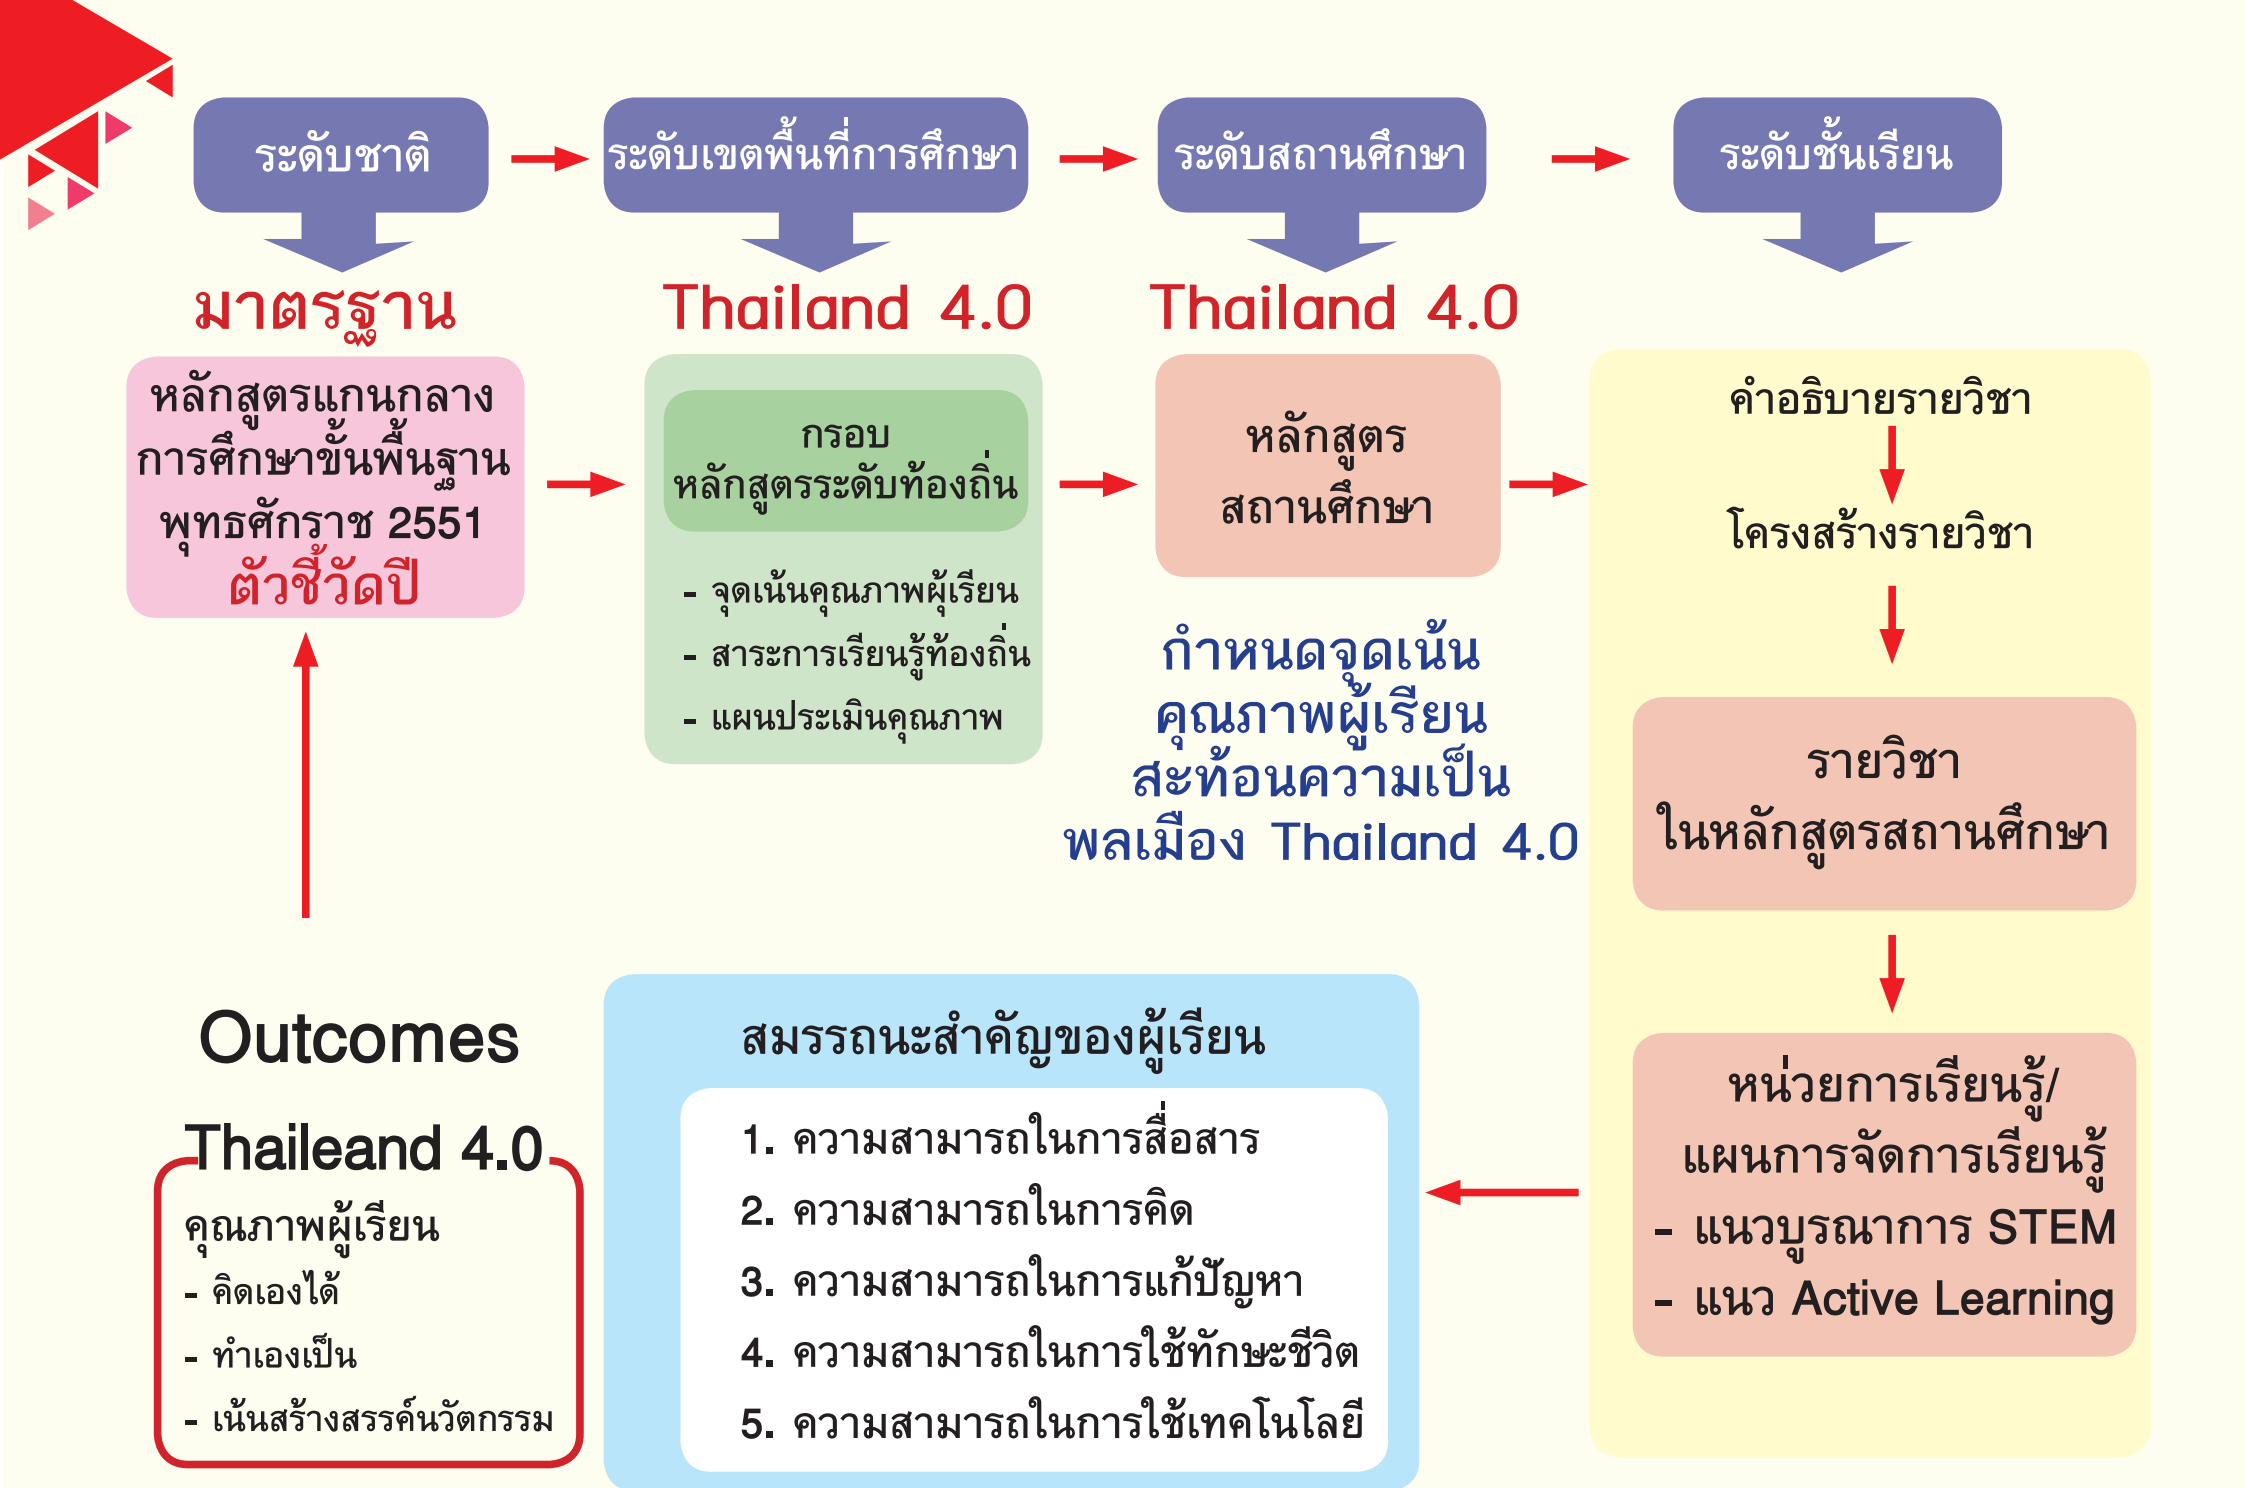 ระดับชาติ
ระดับเขตพื้นที่การศึกษา
ระดับสถานศึกษา
ระดับชั้นเรียน
มาตรฐาน
Thailand 4.0
Thailand 4.0
หลักสูตรแกนกลาง
การศึกษาขั้นพื้นฐาน
พุทธศักราช 2551
ตัวชี้วัดปี
กรอบ
หลักสูตรระดับท้องถิ่น
- จุดเน้นคุณภาพผู้เรียน
- สาระการเรียนรู้ท้องถิ่น
- แผนประเมินคุณภาพ
หลักสูตร
สถานศึกษา
กำหนดจุดเน้น
คุณภาพผู้เรียน
สะท้อนความเป็น
พลเมือง Thailand 4.0
คำอธิบายรายวิชา
โครงสร้างรายวิชา
รายวิชา
ในหลักสูตรสถานศึกษา
หน่วยการเรียนรู้/
แผนการจัดการเรียนรู้
- แนวบูรณาการ STEM
- แนว Active Learning
สมรรถนะสำคัญของผู้เรียน
1. ความสามารถในการสื่อสาร
2. ความสามารถในการคิด
3. ความสามารถในการแก้ปัญหา
4. ความสามารถในการใช้ทักษะชีวิต
5. ความสามารถในการใช้เทคโนโลยี
Outcomes
Thaileand 4.0
คุณภาพผู้เรียน
- คิดเองได้
- ทำเองเป็น
- เน้นสร้างสรรค์นวัตกรรม